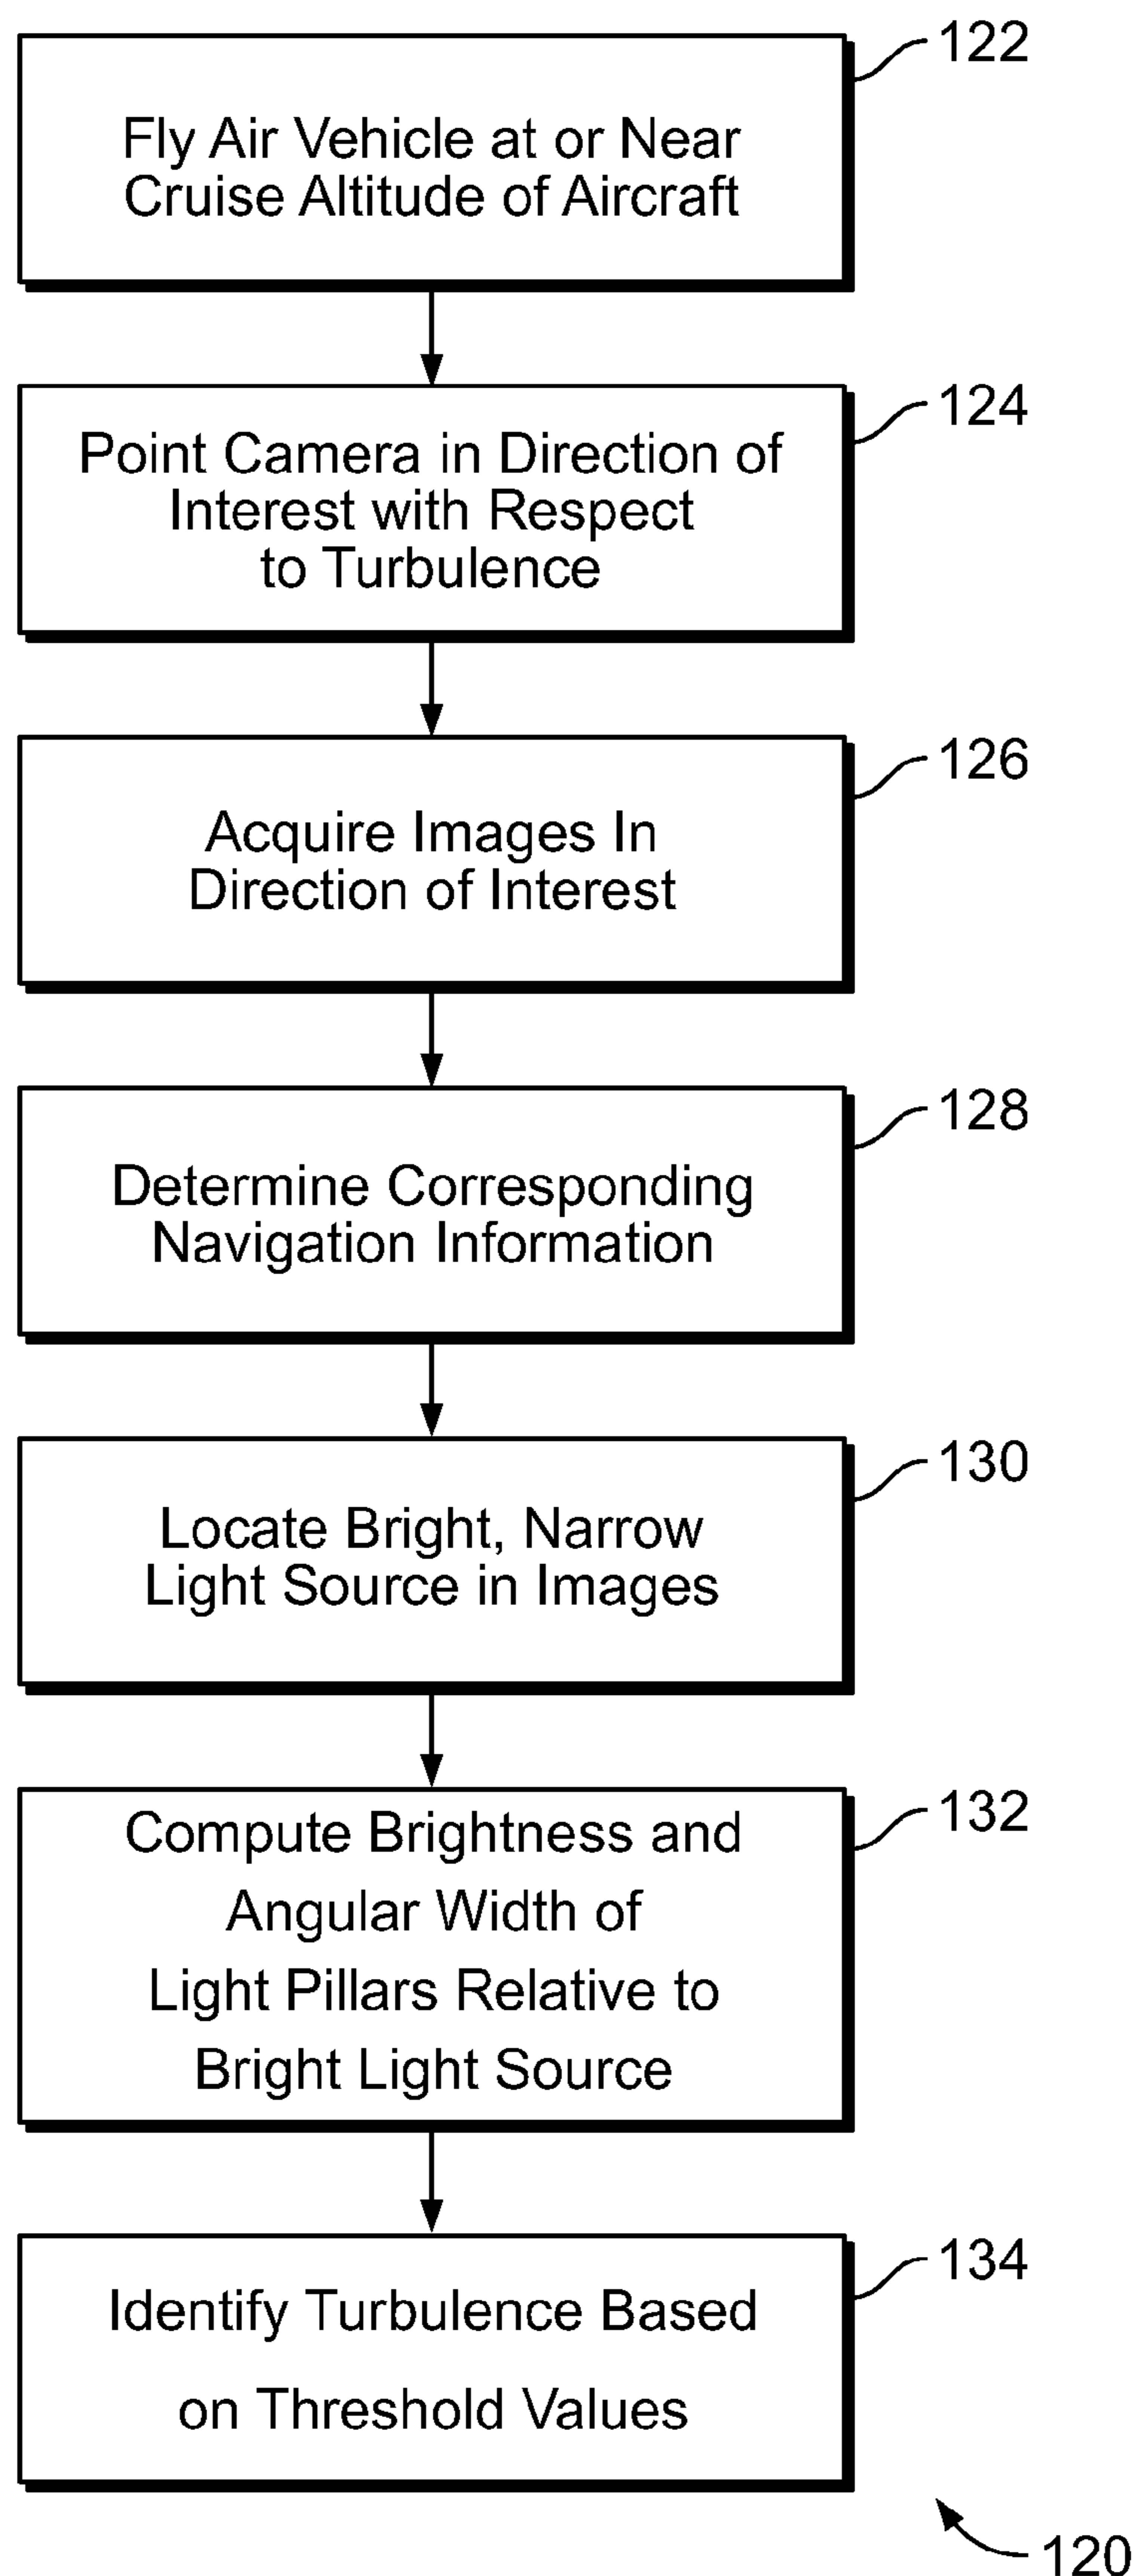 122
Fly Air Vehicle at or Near
Cruise Altitude of Aircraft
124
Point Camera in Direction of
Interest with Respect
to Turbulence
126
Acquire Images In
Direction of Interest
128
Determine Corresponding
Navigation Information
130
Locate Bright, Narrow
Light Source in Images
132
Compute Brightness and
Angular Width of
Light Pillars Relative to
Bright Light Source
134
Identify Turbulence Based
on Threshold Values
120